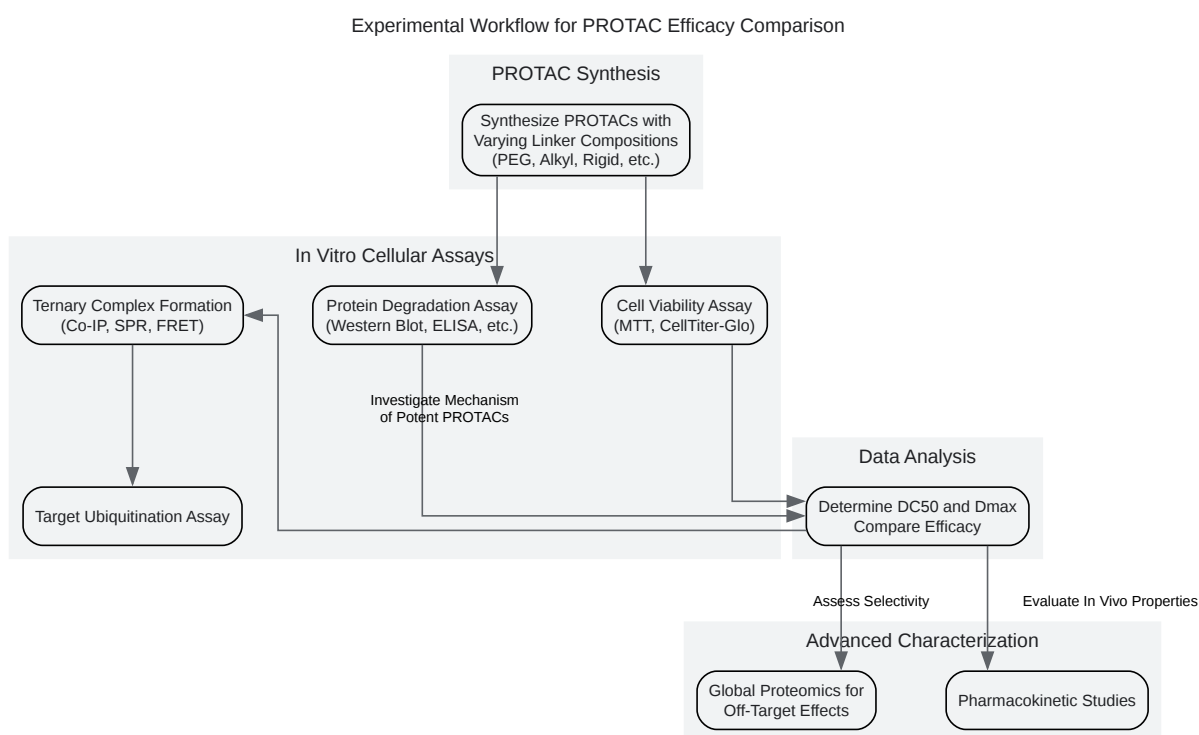 Experimental Workflow for PROTAC Efficacy Comparison
PROTAC Synthesis
Synthesize PROTACs with
Varying Linker Compositions
(PEG, Alkyl, Rigid, etc.)
In Vitro Cellular Assays
Ternary Complex Formation
(Co-IP, SPR, FRET)
Protein Degradation Assay
(Western Blot, ELISA, etc.)
Cell Viability Assay
(MTT, CellTiter-Glo)
Investigate Mechanism
of Potent PROTACs
Target Ubiquitination Assay
Data Analysis
Determine DC50 and Dmax
Compare Efficacy
Assess Selectivity
Evaluate In Vivo Properties
Advanced Characterization
Global Proteomics for
Off-Target Effects
Pharmacokinetic Studies